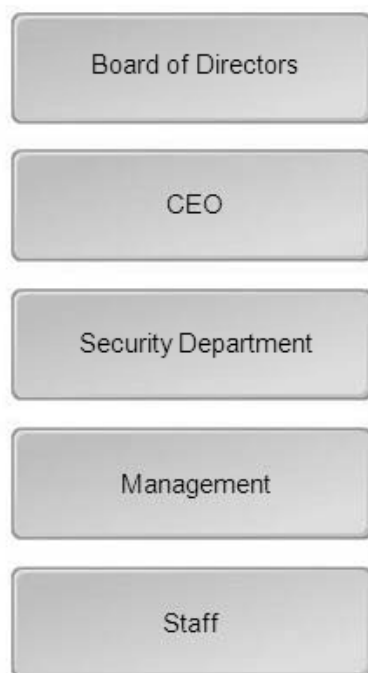 Board of Directors
CEO
Security Department
Management
Staff